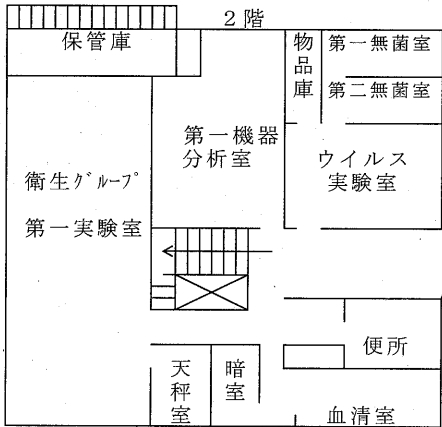 2階
保管庫
物品庫
第一無菌室
第二無菌室
第一機器
分析室
ウイルス
実験室
衛生グループ
第一実験室
便所
天秤室
暗室
血清室